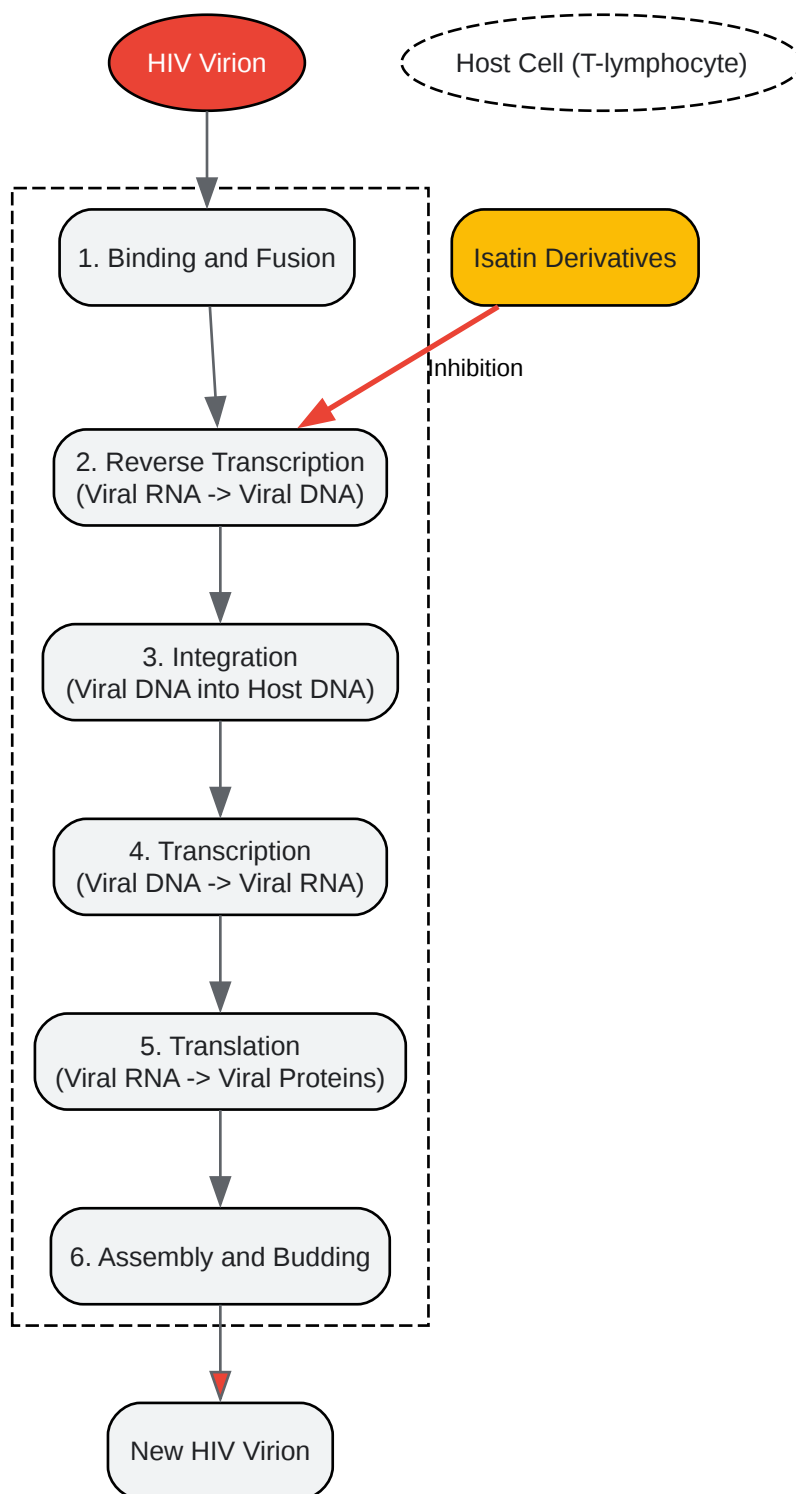 HIV Virion
Host Cell (T-lymphocyte)
1. Binding and Fusion
Isatin Derivatives
Inhibition
2. Reverse Transcription
(Viral RNA -> Viral DNA)
3. Integration
(Viral DNA into Host DNA)
4. Transcription
(Viral DNA -> Viral RNA)
5. Translation
(Viral RNA -> Viral Proteins)
6. Assembly and Budding
New HIV Virion